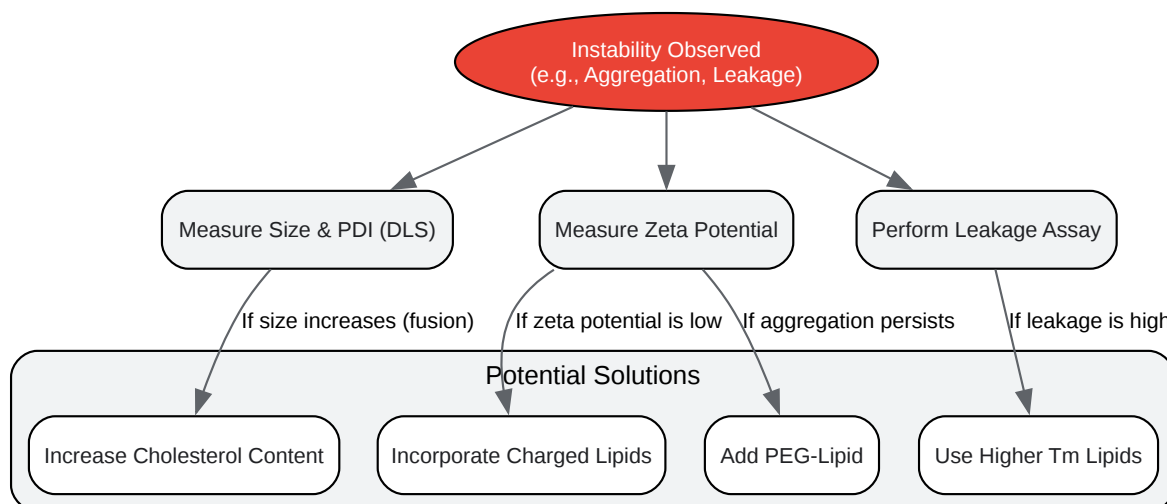 Instability Observed
(e.g., Aggregation, Leakage)
Measure Size & PDI (DLS)
Measure Zeta Potential
Perform Leakage Assay
If size increases (fusion)
If zeta potential is low
If aggregation persists
If leakage is high
Potential Solutions
Increase Cholesterol Content
Incorporate Charged Lipids
Add PEG-Lipid
Use Higher Tm Lipids